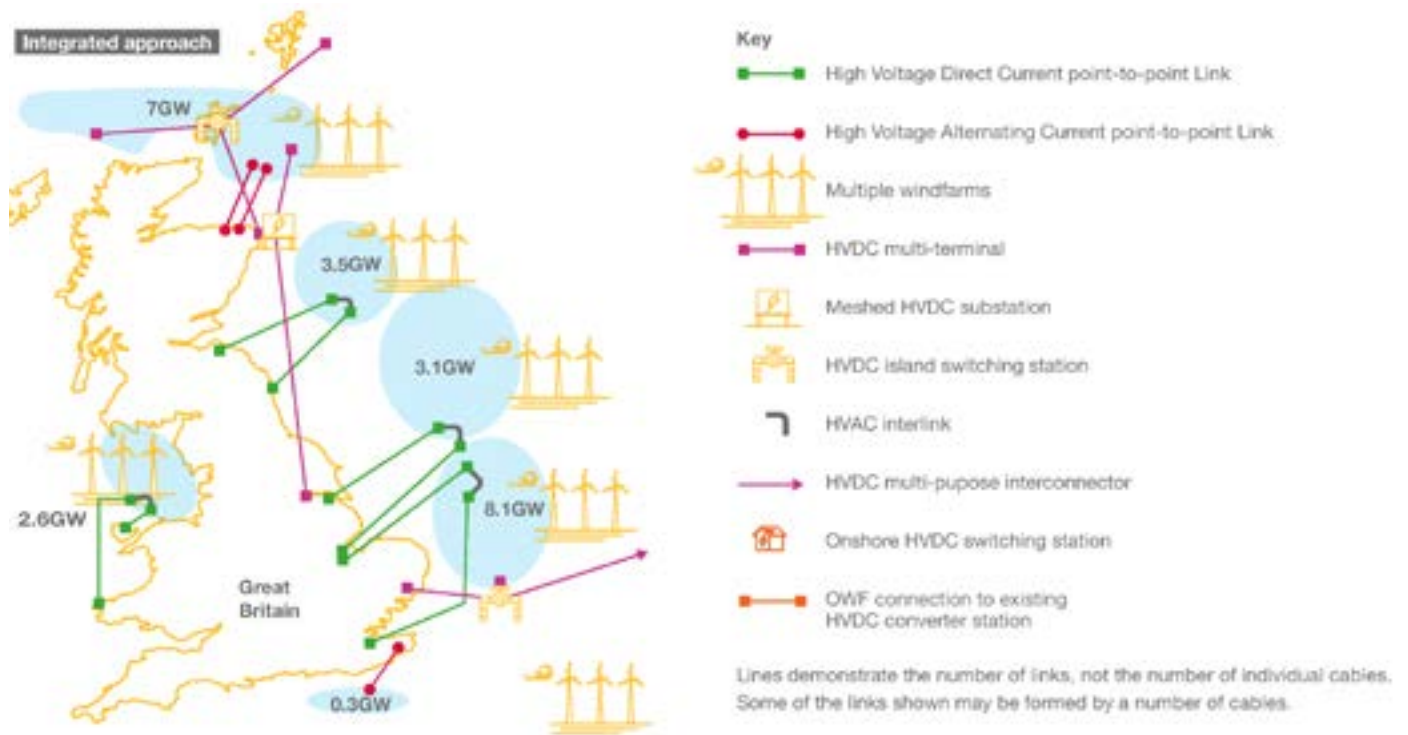 Integrated approach
7GW
3.5GW
3.1GW
8.1GW
2.6GW
Great
Britain
0.3GW
Key
High Voltage Direct Current point-to-point Link
High Voltage Alternating Current point-to-point Link
Multiple windfarms
HVDC multi-terminal
Meshed HVDC substation
HVDC island switching station
HVAC interlink
HVDC multi-pupose interconnector
Onshore HVDC switching station
OWF connection to existing
HVDC converter station
Lines demonstrate the number of links, not the number of individual cables.
Some of the links shown may be formed by a number of cables.